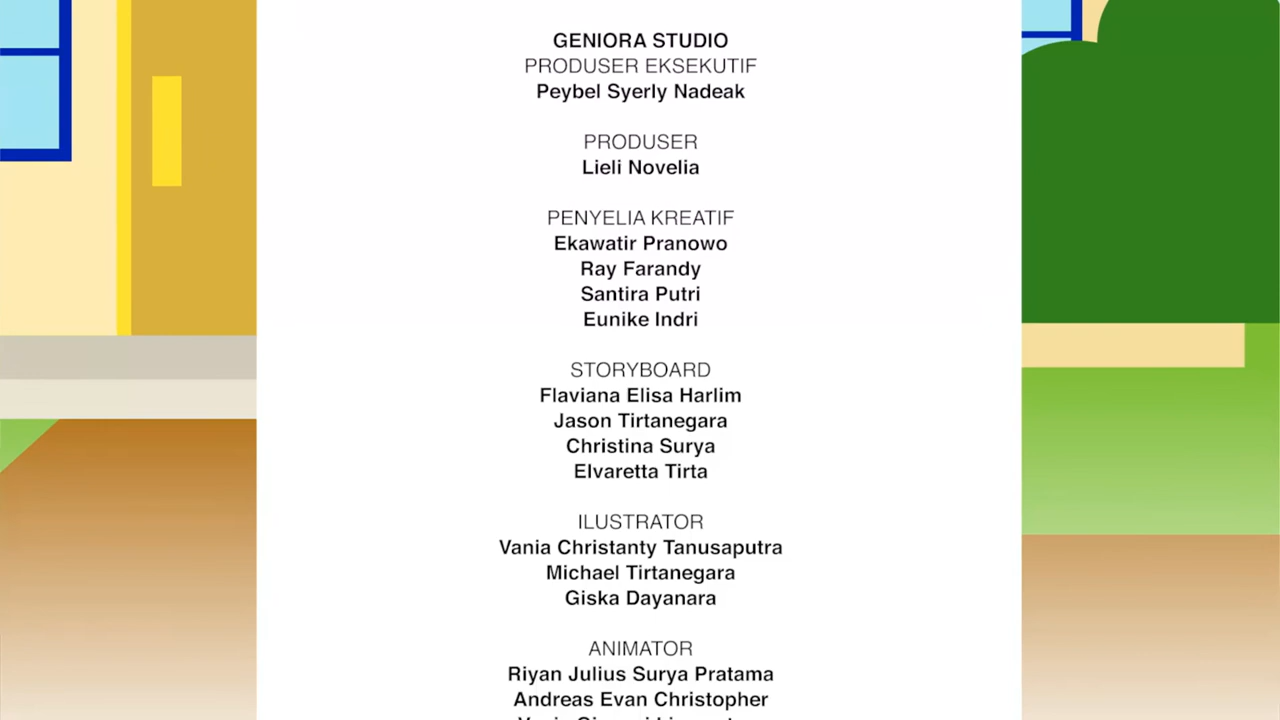 GENIORA STUDIO
PRODUSER EKSEKUTIF
Peybel Syerly Nadeak
PRODUSER
Lieli Novelia
PENYELIA KREATIF
Ekawatir Pranowo
Ray Farandy
Santira Putri
Eunike Indri
STORYBOARD
Flaviana Elisa Harlim
Jason Tirtanegara
Christina Surya
Elvaretta Tirta
ILUSTRATOR
Vania Christanty Tanusaputra
Michael Tirtanegara
Giska Dayanara
ANIMATOR
Riyan Julius Surya Pratama
Andreas Evan Christopher